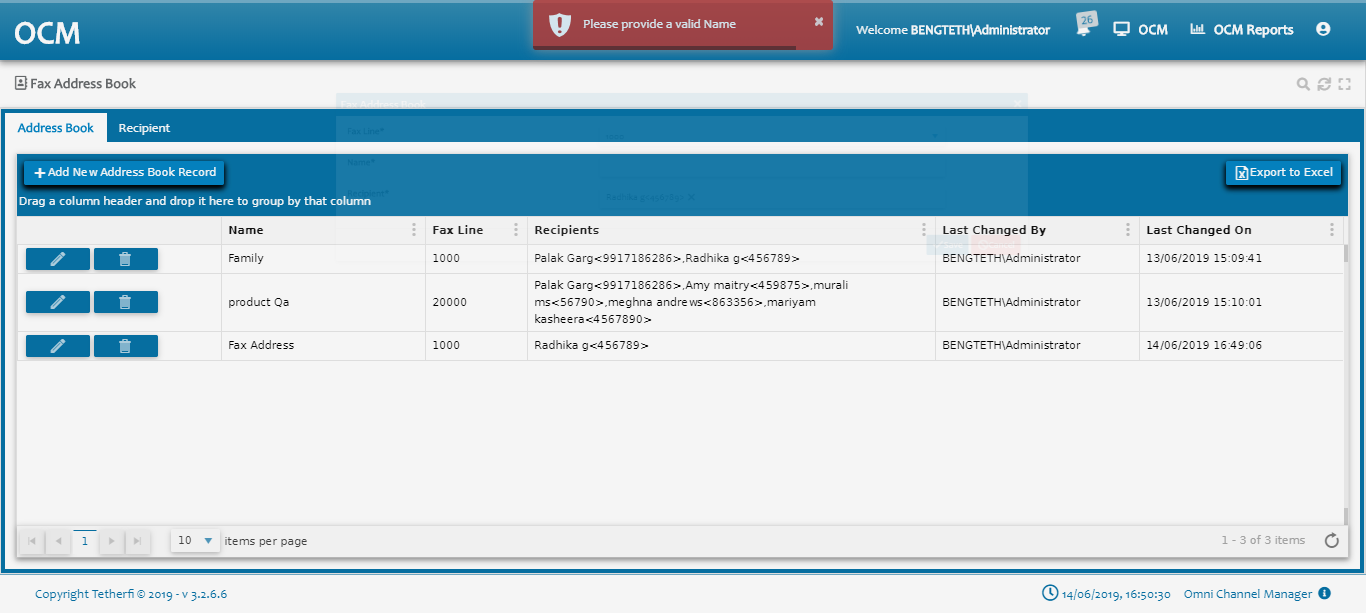 OCM
Please provide a valid Name
Welcome BENGTETH\Administrator
26
OCM
OCM Reports
Fax Address Book
Fax Address Book
Address Book
Recipient
Fax Line*
Name*
Add New Address Book Record
Export to Excel
Drag a column header and drop it here to group by that column
Name
Fax Line
Recipients
Last Changed By
Last Changed On
Family
1000
Palak Garg<9917186286>,Radhika g<456789>
BENGTETH\Administrator
13/06/2019 15:09:41
product Qa
20000
Palak Garg<9917186286>,Amy maitry<459875>,murali
ms<56790>,meghna andrews<863356>,mariyam
kasheera<4567890>
BENGTETH\Administrator
13/06/2019 15:10:01
Fax Address
1000
Radhika g<456789>
BENGTETH\Administrator
14/06/2019 16:49:06
1
10
items per page
1 - 3 of 3 items
Copyright Tetherfi © 2019 - v 3.2.6.6
14/06/2019, 16:50:30
Omni Channel Manager